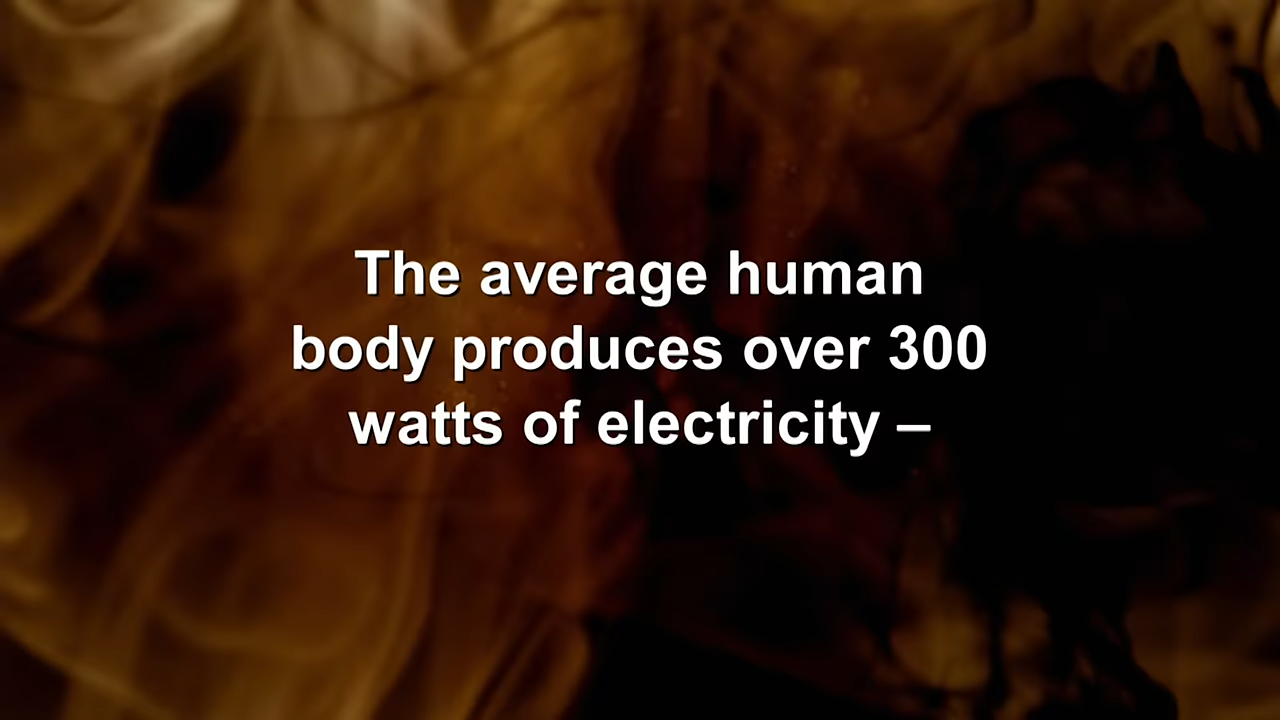 The average human
body produces over 300
watts of electricity –